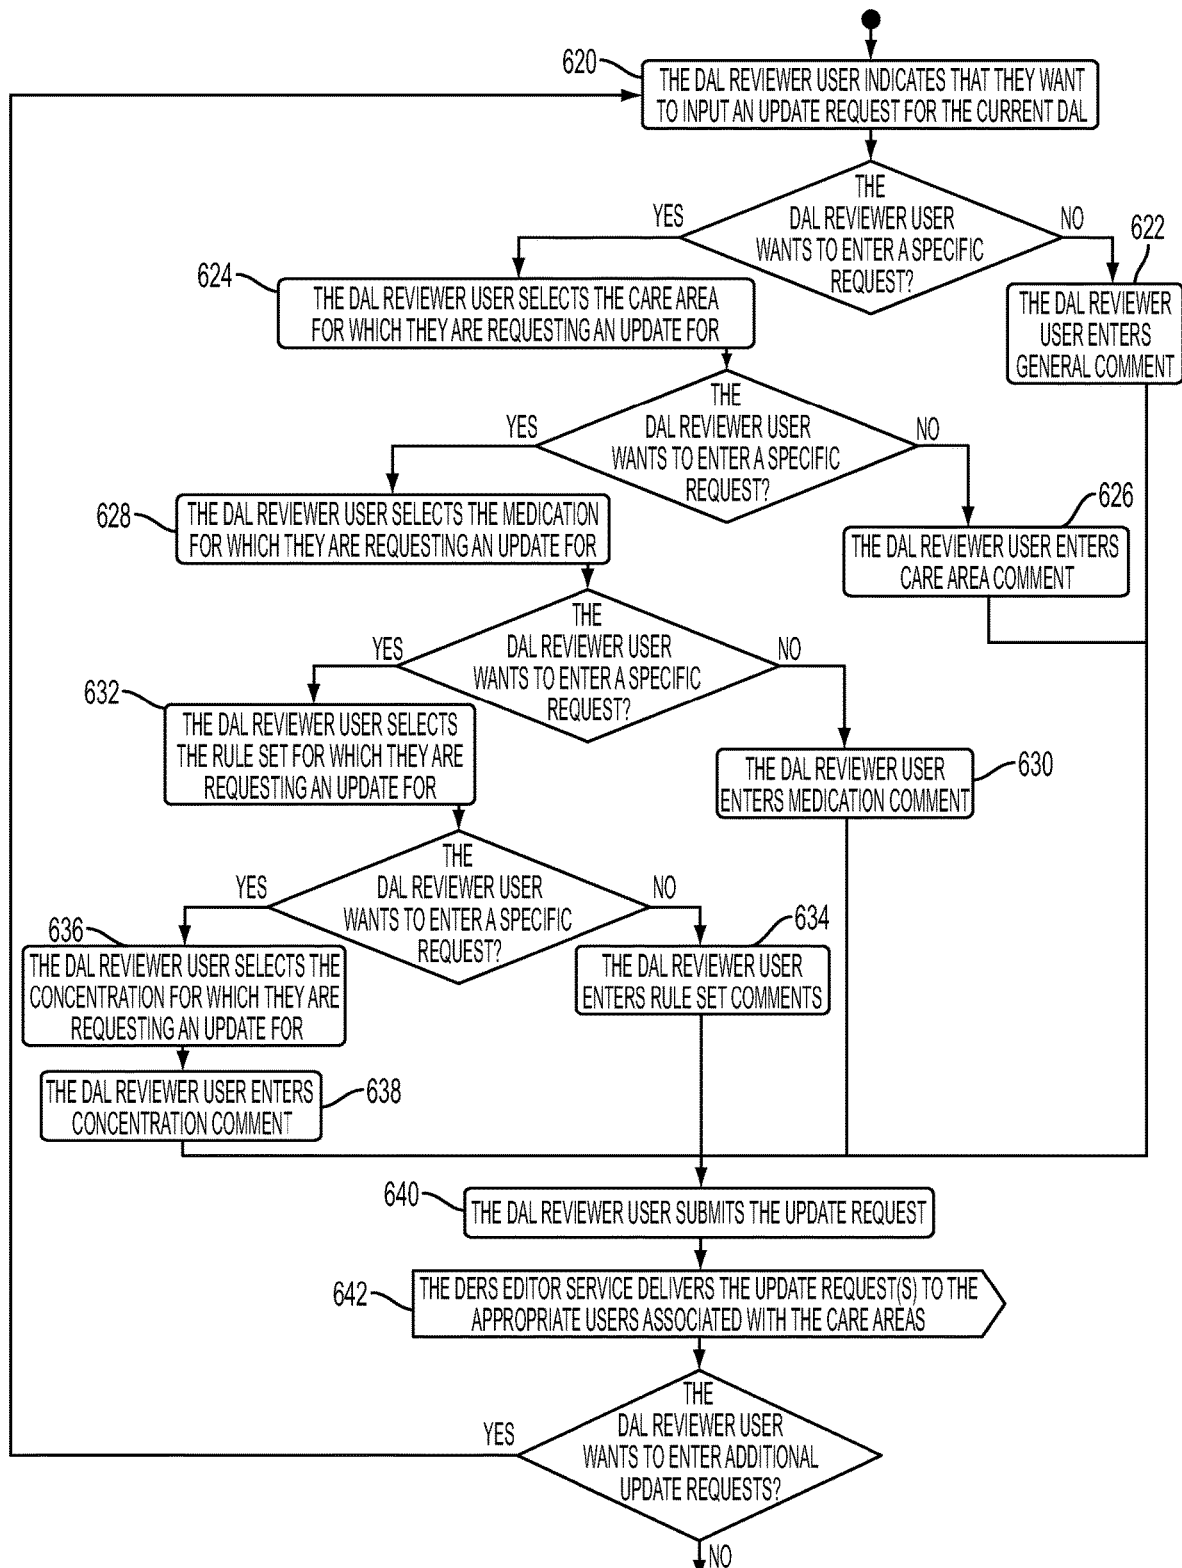 620
THE DAL REVIEWER USER INDICATES THAT THEY WANT
TO INPUT AN UPDATE REQUEST FOR THE CURRENT DAL
THE
DAL REVIEWER USER
WANTS TO ENTER A SPECIFIC
REQUEST?
YES
NO
622
THE DAL REVIEWER
USER ENTERS
GENERAL COMMENT
624
THE DAL REVIEWER USER SELECTS THE CARE AREA
FOR WHICH THEY ARE REQUESTING AN UPDATE FOR
THE
DAL REVIEWER USER
WANTS TO ENTER A SPECIFIC
REQUEST?
YES
NO
626
THE DAL REVIEWER USER ENTERS
CARE AREA COMMENT
628
THE DAL REVIEWER USER SELECTS THE MEDICATION
FOR WHICH THEY ARE REQUESTING AN UPDATE FOR
THE
DAL REVIEWER USER
WANTS TO ENTER A SPECIFIC
REQUEST?
YES
NO
630
THE DAL REVIEWER USER
ENTERS MEDICATION COMMENT
632
THE DAL REVIEWER USER SELECTS
THE RULE SET FOR WHICH THEY ARE
REQUESTING AN UPDATE FOR
THE
DAL REVIEWER USER
WANTS TO ENTER A SPECIFIC
REQUEST?
YES
NO
634
THE DAL REVIEWER USER
ENTERS RULE SET COMMENTS
636
THE DAL REVIEWER USER SELECTS THE
CONCENTRATION FOR WHICH THEY ARE
REQUESTING AN UPDATE FOR
THE DAL REVIEWER USER ENTERS
CONCENTRATION COMMENT
638
640
THE DAL REVIEWER USER SUBMITS THE UPDATE REQUEST
642
THE DERS EDITOR SERVICE DELIVERS THE UPDATE REQUEST(S) TO THE
APPROPRIATE USERS ASSOCIATED WITH THE CARE AREAS
THE
DAL REVIEWER USER
WANTS TO ENTER ADDITIONAL
UPDATE REQUESTS?
YES
NO